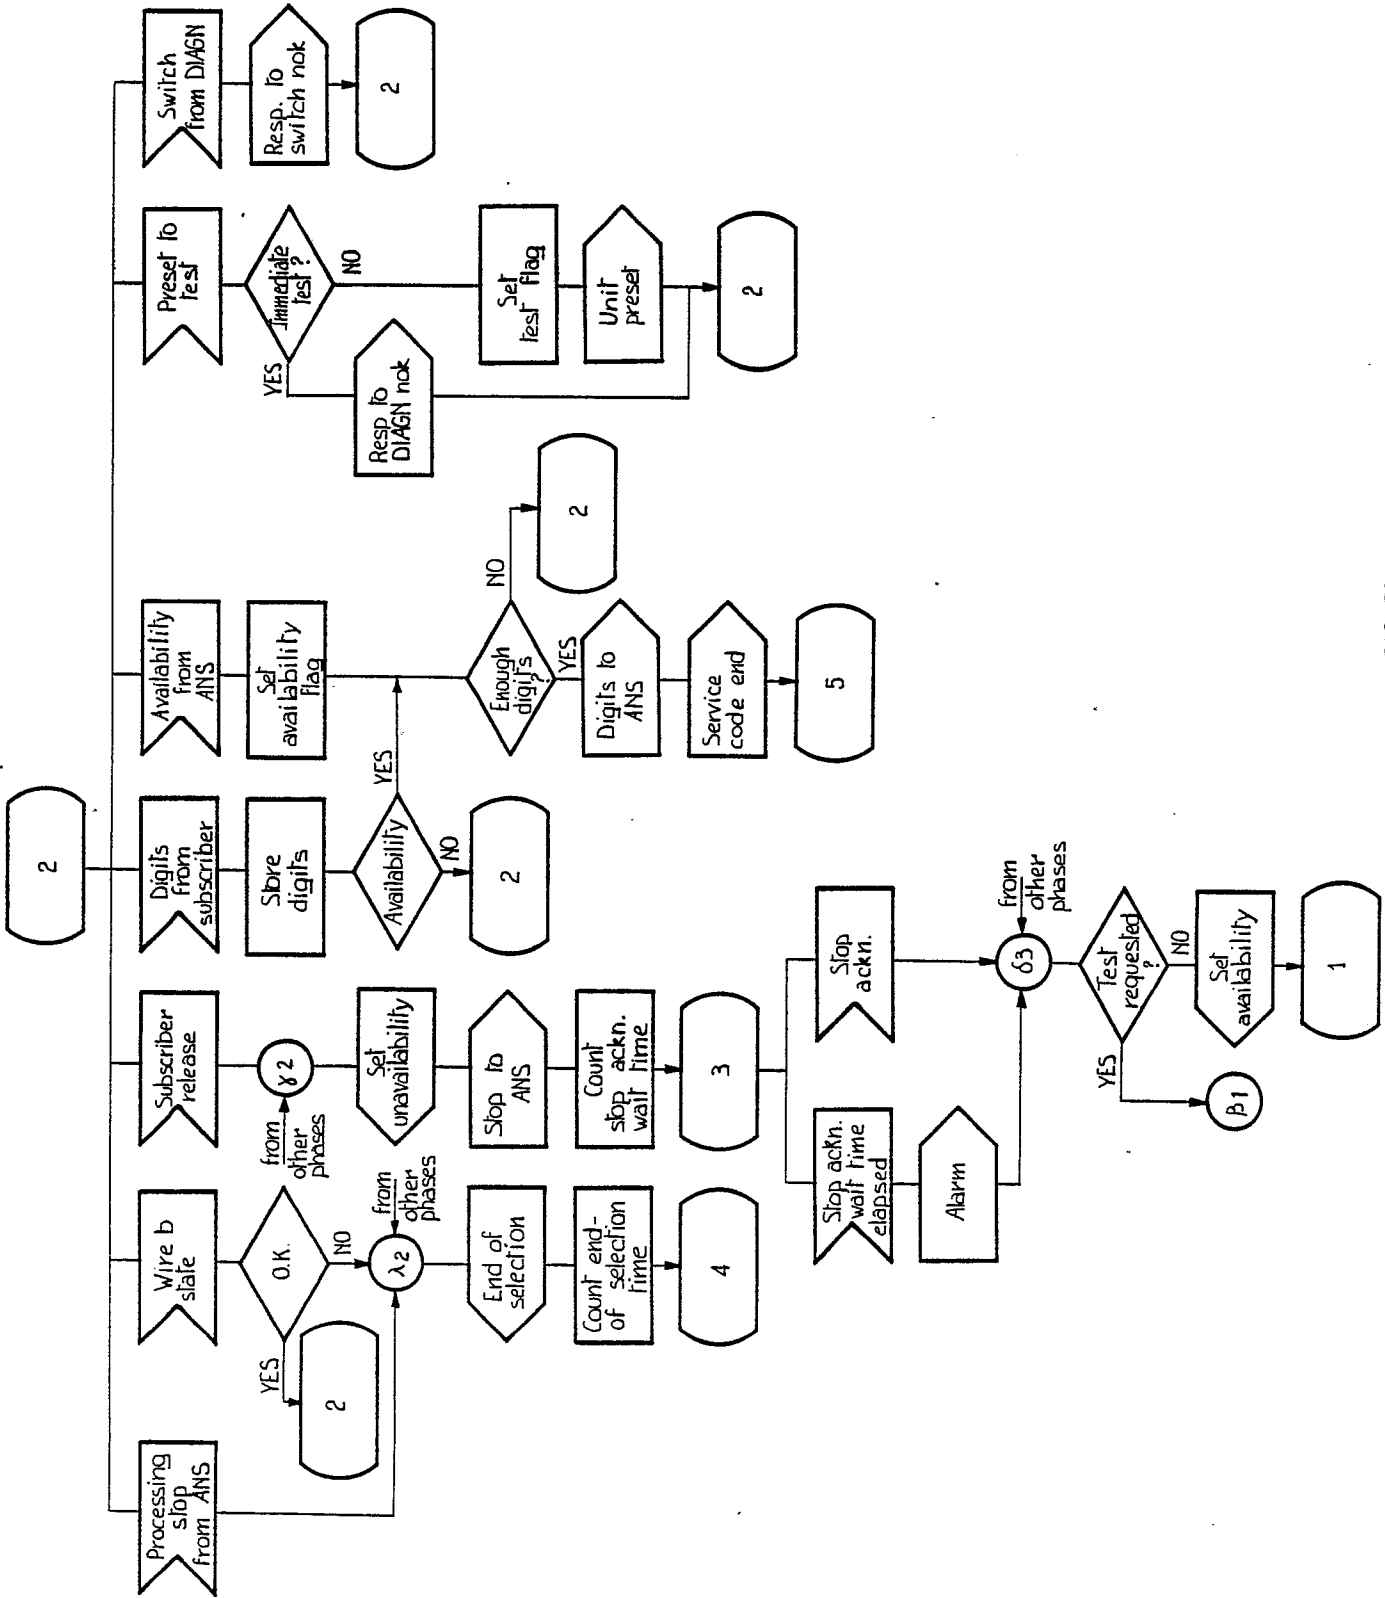 2
Processing
stop
from ANS
Wire b
state
O.K.
YES
2
NO
λ2
from
other
phases
End of
selection
Count end-
of selection
time
4
Subscriber
release
γ2
from
other
phases
Set
unavailability
Stop to
ANS
Count
stop ackn.
wait time
3
Stop ackn.
wait time
elapsed
Alarm
Stop
ackn.
δ3
from
other
phases
Test
requested
?
YES
β1
NO
Set
availability
1
Digits
from
subscriber
Store
digits
Availability
YES
NO
2
Availability
from
ANS
Set
availability
flag
Enough
digits
?
NO
2
YES
Digits to
ANS
Service
code end
5
Preset to
test
Immediate
test?
YES
Resp to
DIAGN nok
NO
Set
test flag
Unit
preset
2
Switch
from DIAGN
Resp. to
switch nok
2